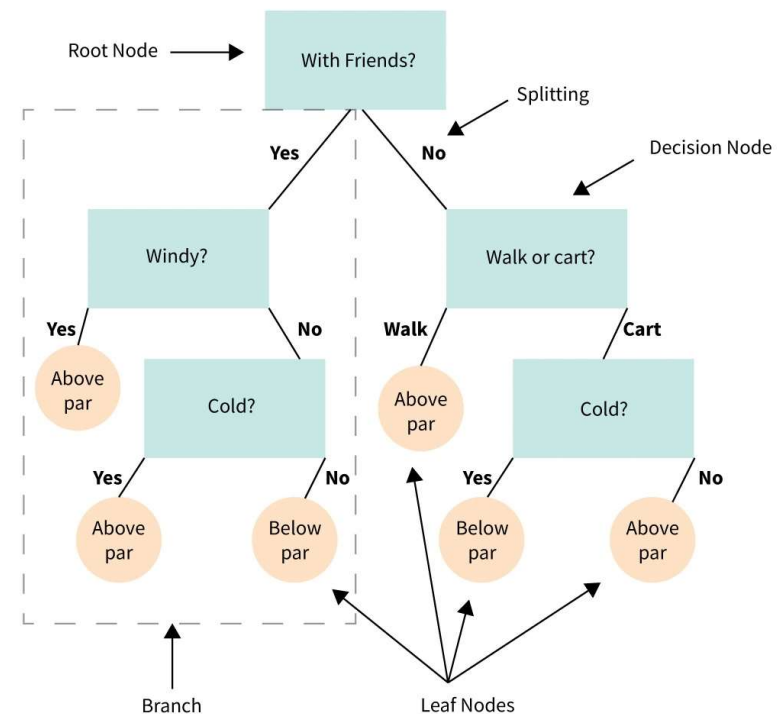 Root Node
With Friends?
Splitting
Yes
No
Decision Node
Windy?
Walk or cart?
Yes
No
Walk
Cart
Above
par
Cold?
Above
par
Cold?
Yes
No
Yes
No
Above
par
Below
par
Below
par
Above
par
Branch
Leaf Nodes